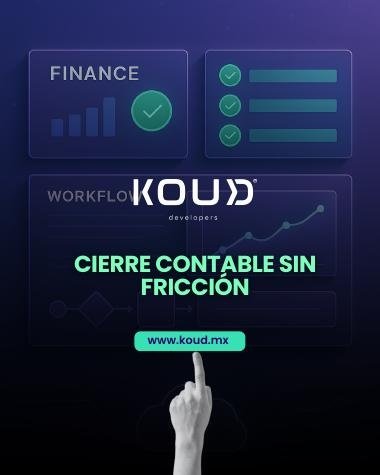 FINANCE
WORKFLOW
KOUD®
developers
CIERRE CONTABLE SIN
FRICCIÓN
www.koud.mx